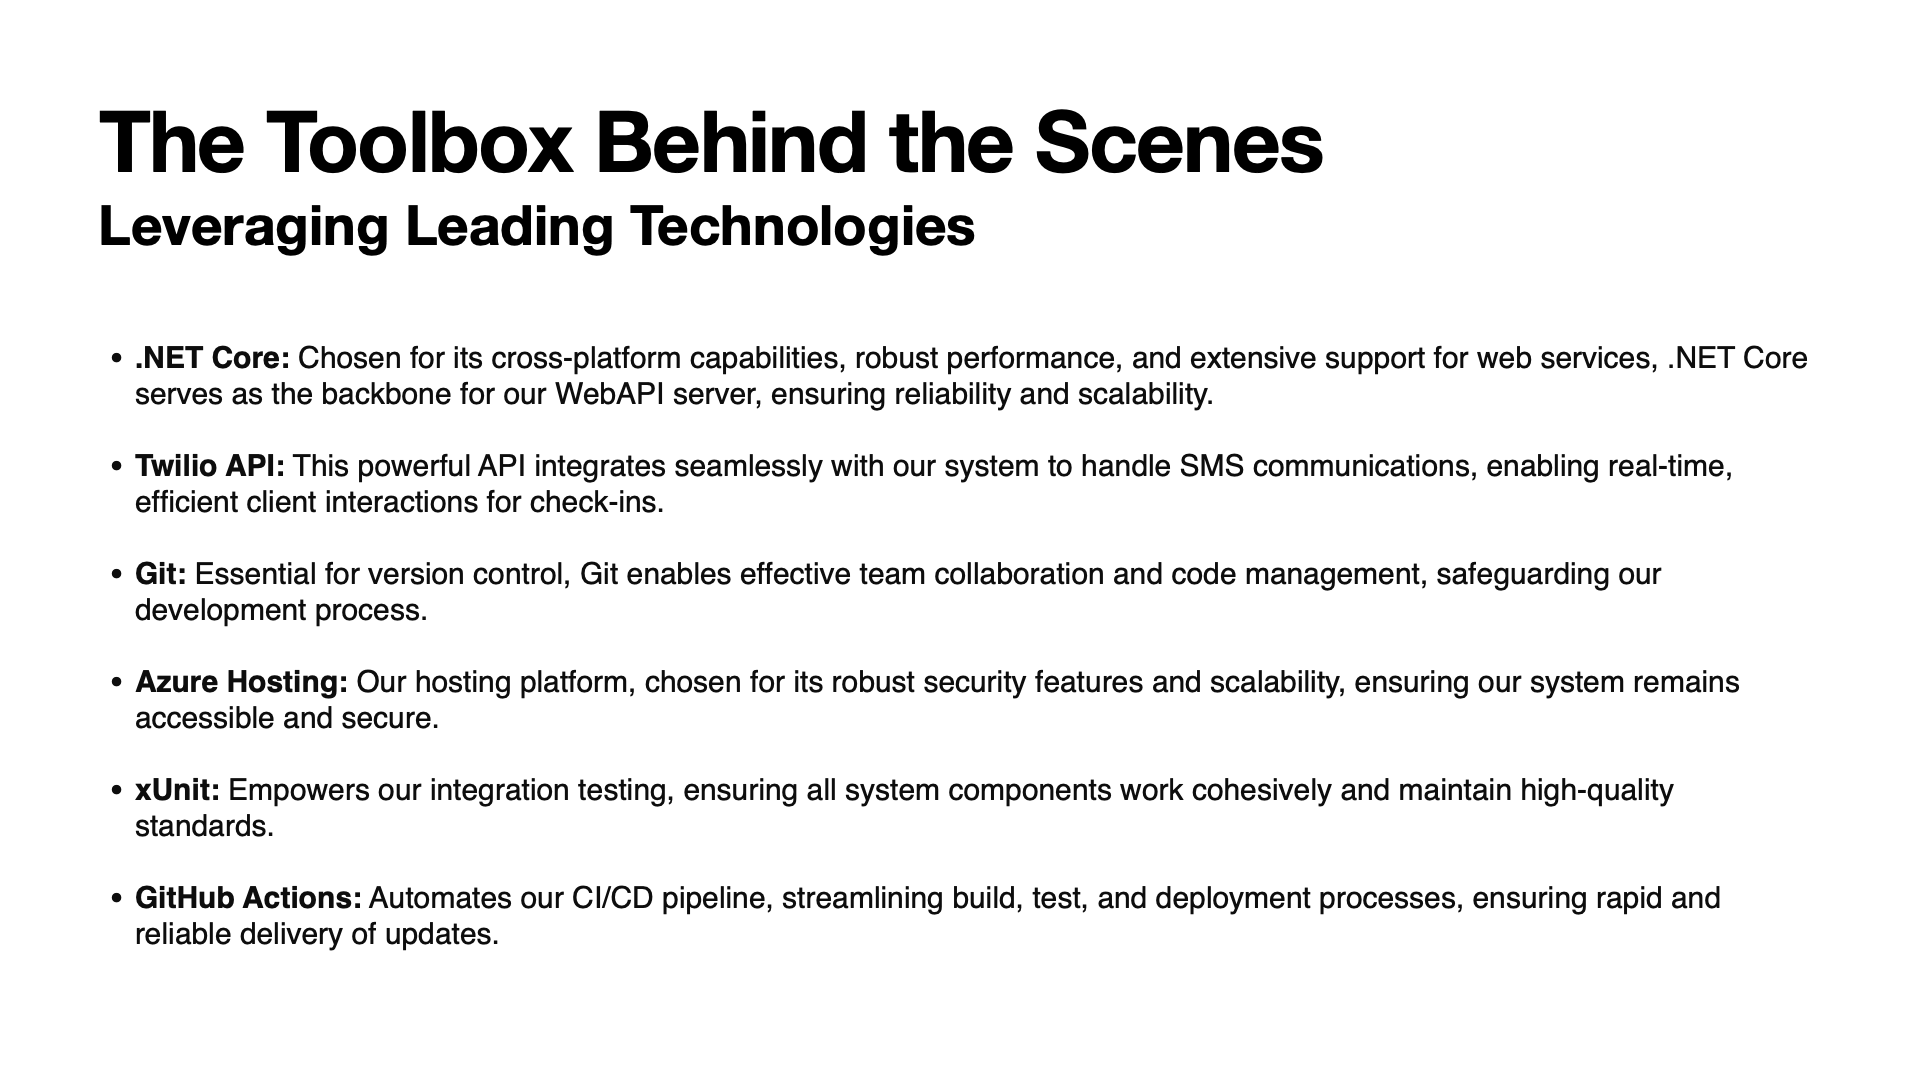 The Toolbox Behind the Scenes
Leveraging Leading Technologies
• .NET Core: Chosen for its cross-platform capabilities, robust performance, and extensive support for web services, .NET Core
serves as the backbone for our WebAPI server, ensuring reliability and scalability.
• Twilio API: This powerful API integrates seamlessly with our system to handle SMS communications, enabling real-time,
efficient client interactions for check-ins.
• Git: Essential for version control, Git enables effective team collaboration and code management, safeguarding our
development process.
• Azure Hosting: Our hosting platform, chosen for its robust security features and scalability, ensuring our system remains
accessible and secure.
• xUnit: Empowers our integration testing, ensuring all system components work cohesively and maintain high-quality
standards.
• GitHub Actions: Automates our CI/CD pipeline, streamlining build, test, and deployment processes, ensuring rapid and
reliable delivery of updates.